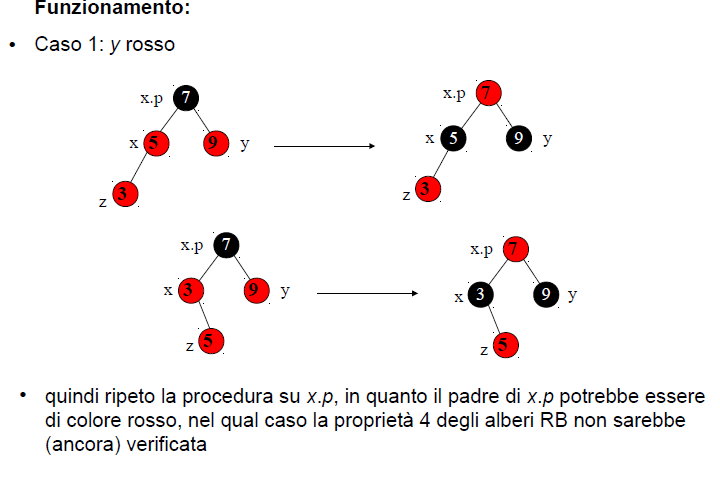 Funzionamento:
• Caso 1: y rosso
x.p 7
x 5 9 y
z 3
x.p 7
x 5 9 y
z 3
x.p 7
x 3 9 y
z 5
x.p 7
x 3 9 y
z 5
• quindi ripeto la procedura su x.p, in quanto il padre di x.p potrebbe essere
di colore rosso, nel qual caso la proprietà 4 degli alberi RB non sarebbe
(ancora) verificata